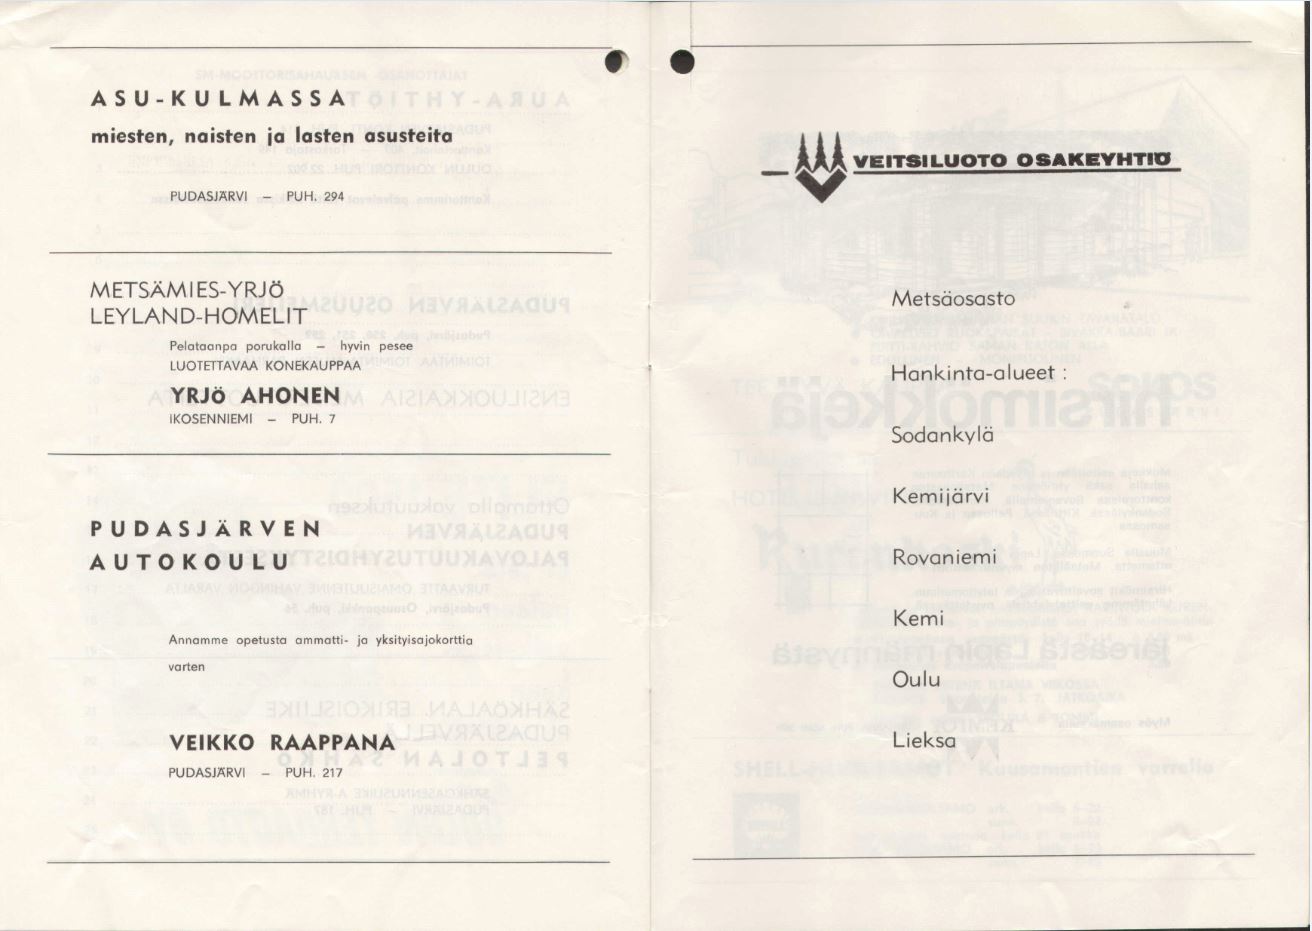 ASU-KULMASSA
miesten, naisten ja lasten asusteita
PUDASJÄRVI – PUH. 294
METSÄMIES-YRJÖ
LEYLAND-HOMELIT
Pelataanpa porukalla – hyvin pesee
LUOTETTAVAA KONEKAUPPAA
YRJÖ AHONEN
IKOSENNIEMI – PUH. 7
PUDASJÄRVEN
AUTOKOULU
Annamme opetusta ammatti- ja yksityisajokorttia
varten
VEIKKO RAAPPANA
PUDASJÄRVI – PUH. 217
VEITSILUOTO OSAKEYHTIÖ
Metsäosasto
Hankinta-alueet :
Sodankylä
Kemijärvi
Rovaniemi
Kemi
Oulu
Lieksa